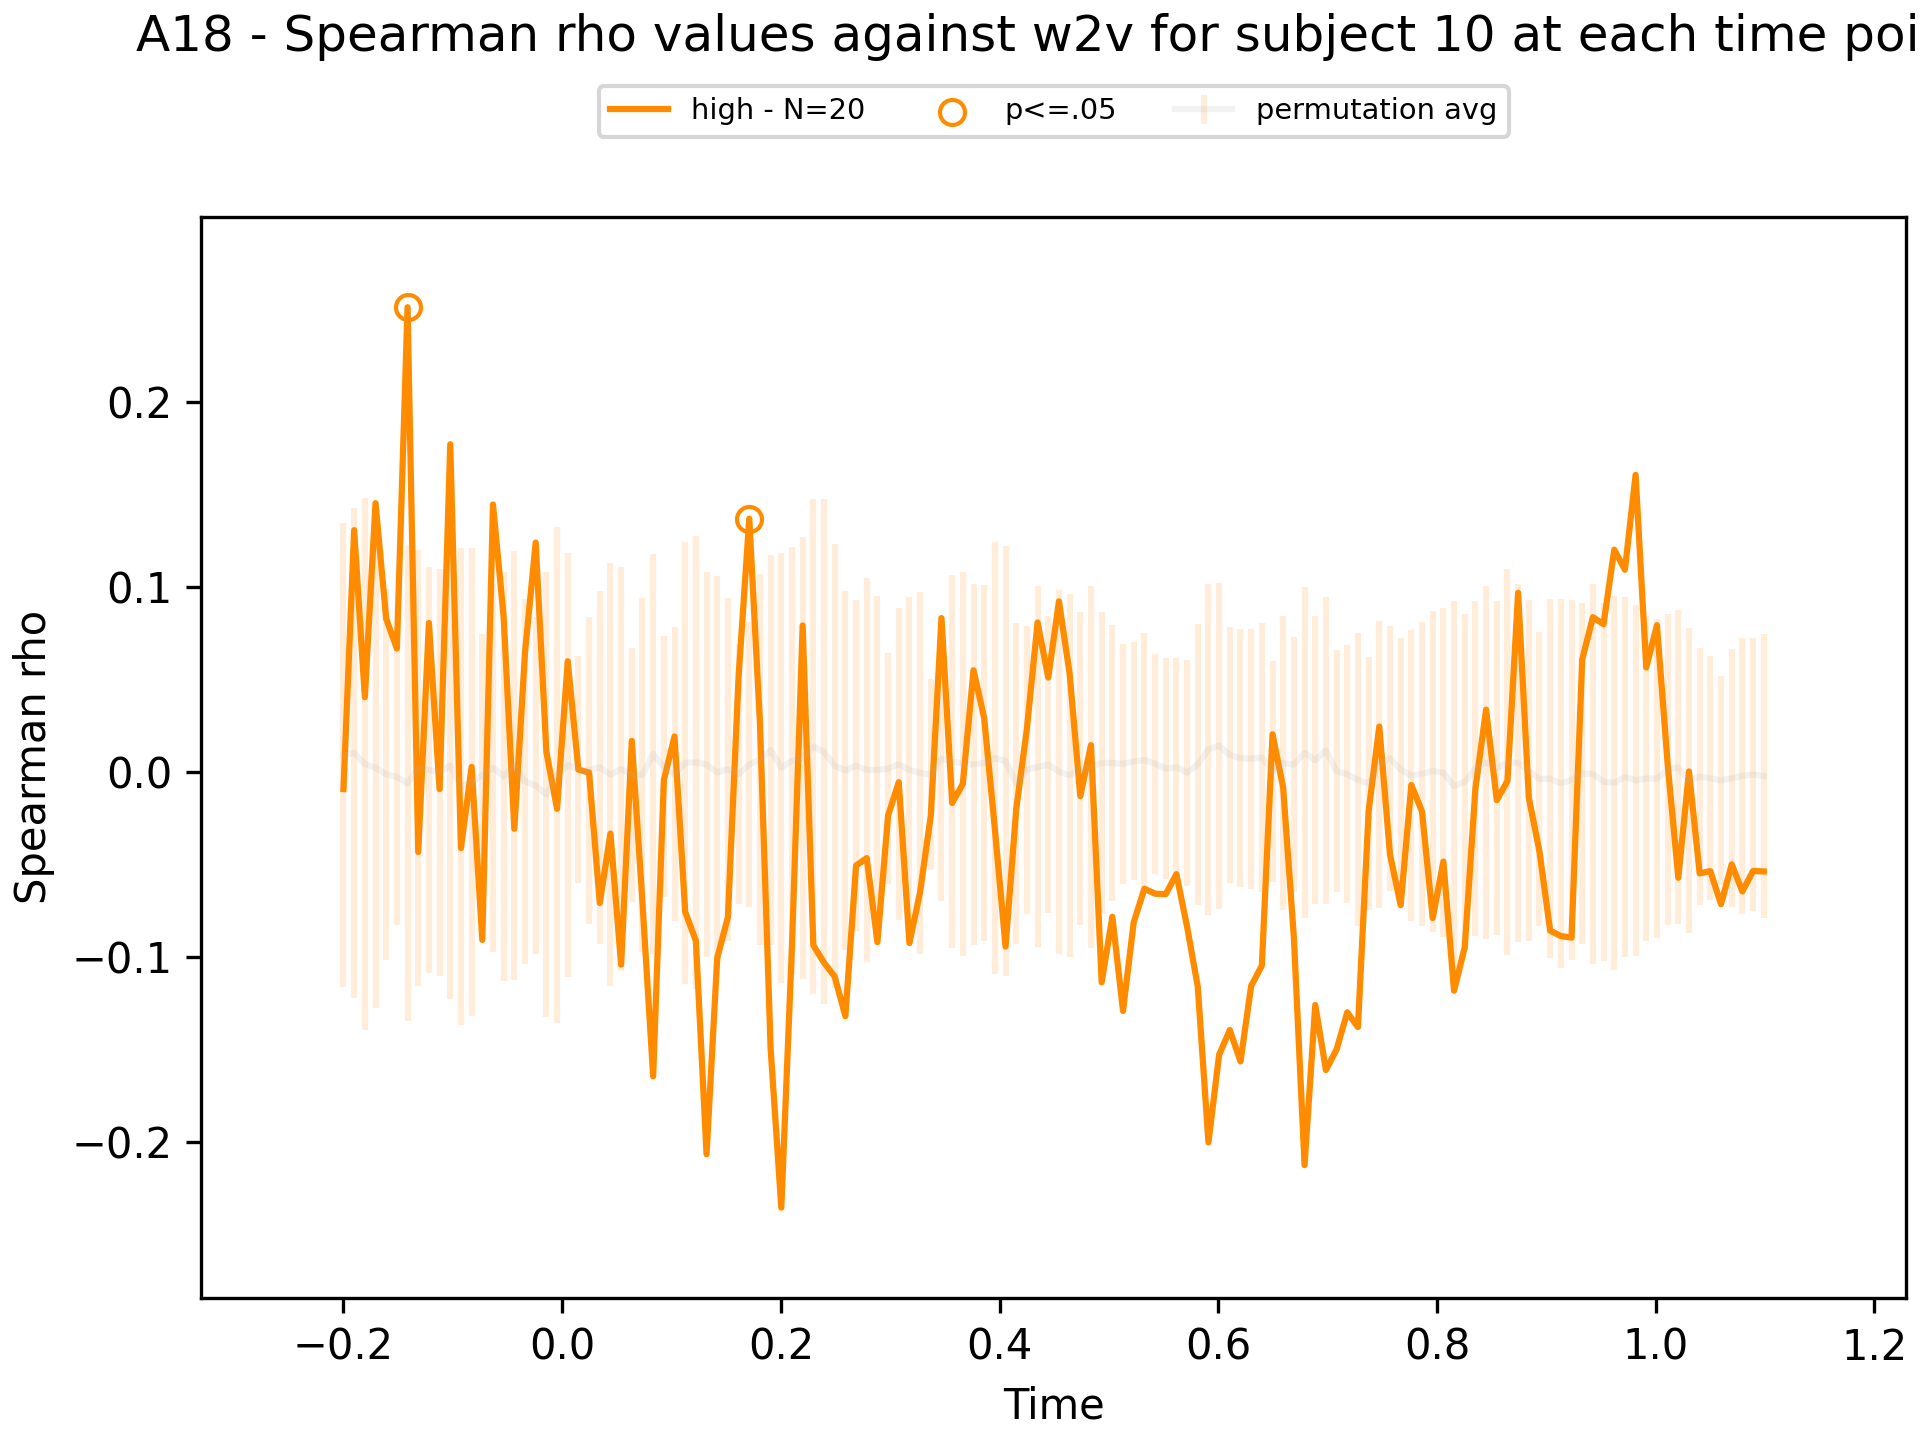 A18 - Spearman rho values against w2v for subject 10 at each time poi
high - N=20 p<=.05 permutation avg
Spearman rho
0.2
0.1
0.0
−0.1
−0.2
−0.2 0.0 0.2 0.4 0.6 0.8 1.0 1.2
Time